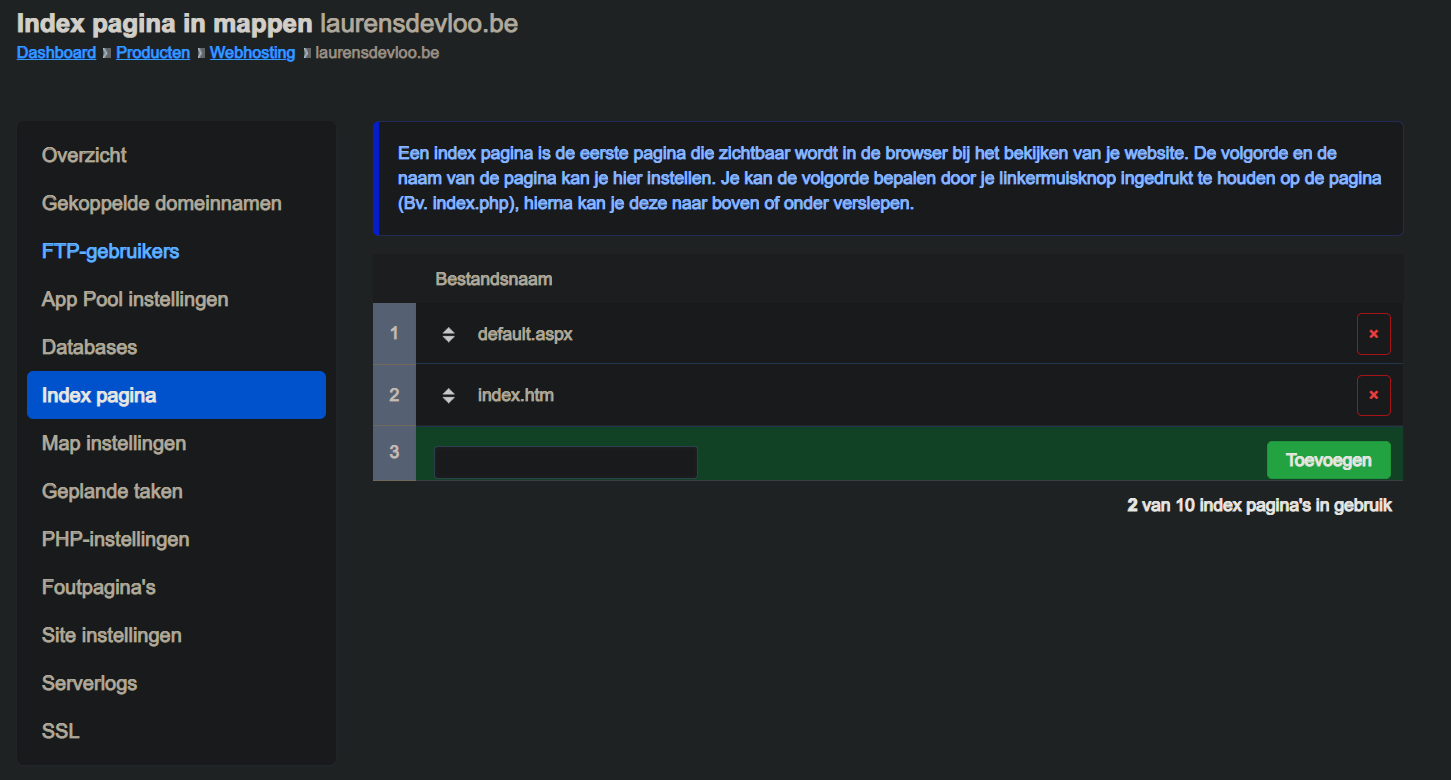 Index pagina in mappen laurensdevloo.be
Dashboard » Producten » Webhosting » laurensdevloo.be
Overzicht
Gekoppelde domeinnamen
FTP-gebruikers
App Pool instellingen
Databases
Index pagina
Map instellingen
Geplande taken
PHP-instellingen
Foutpagina's
Site instellingen
Serverlogs
SSL
Een index pagina is de eerste pagina die zichtbaar wordt in de browser bij het bekijken van je website. De volgorde en de
naam van de pagina kan je hier instellen. Je kan de volgorde bepalen door je linkermuisknop ingedrukt te houden op de pagina
(Bv. index.php), hierna kan je deze naar boven of onder verslepen.
Bestandsnaam
1 default.aspx ×
2 index.htm ×
3 Toevoegen
2 van 10 index pagina's in gebruik